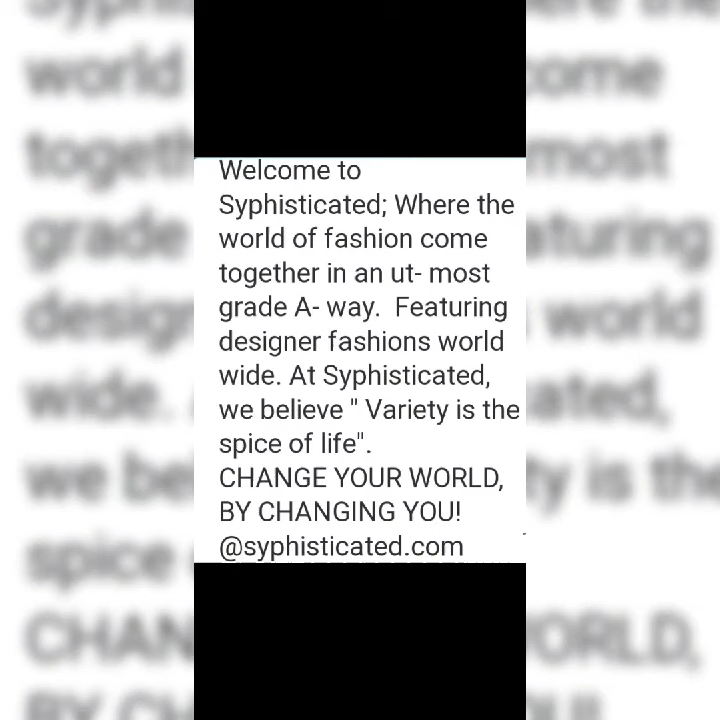 Welcome to
Syphisticated; Where the
world of fashion come
together in an ut- most
grade A- way.  Featuring
designer fashions world
wide. At Syphisticated,
we believe " Variety is the
spice of life".
CHANGE YOUR WORLD,
BY CHANGING YOU!
@syphisticated.com